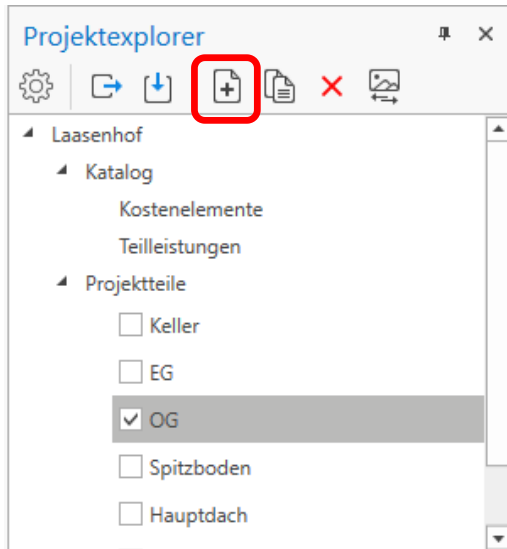 Projektexplorer
Laasenhof
Katalog
Kostenelemente
Teilleistungen
Projektteile
Keller
EG
OG
Spitzboden
Hauptdach